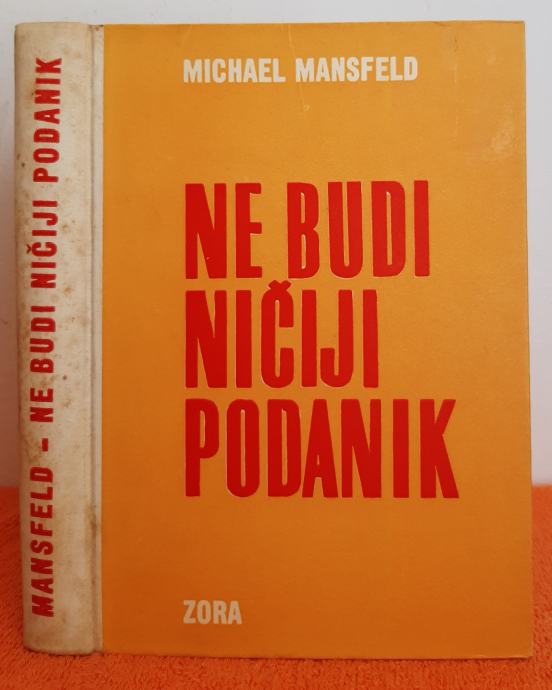 MANSFELD - NE BUDI NIČIJI PODANIK
MICHAEL MANSFELD
NE BUDI
NIČIJI
PODANIK
ZORA